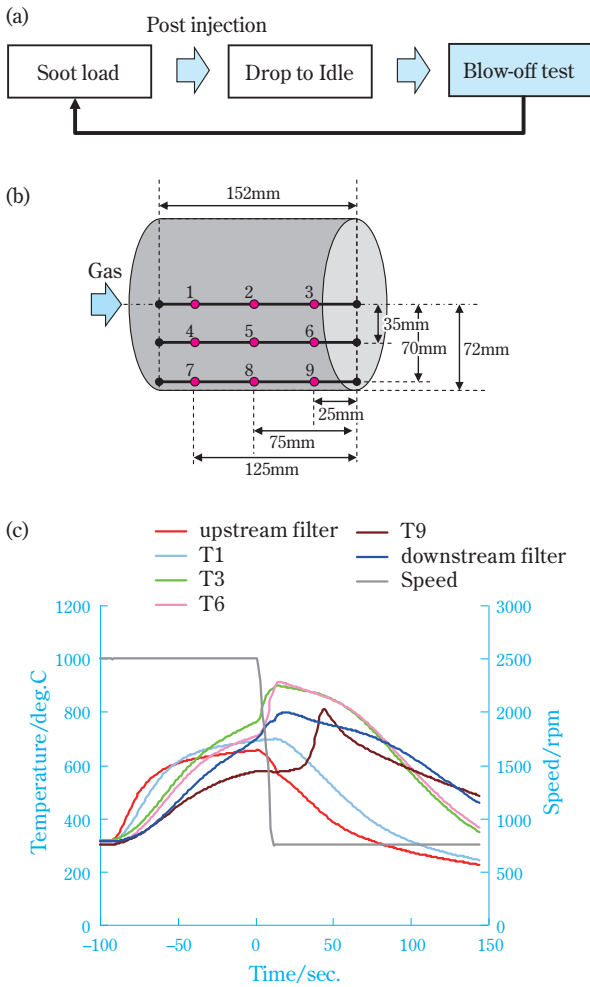 (a)
Post injection
Soot load
Drop to Idle
Blow-off test
(b)
152mm
Gas
1 2 3
4 5 6
7 8 9
35mm
70mm
72mm
25mm
75mm
125mm
(c)
upstream filter
T1
T3
T6
T9
downstream filter
Speed
Temperature/deg.C
1200
1000
800
600
400
200
0
3000
2500
2000
1500
1000
500
0
Speed/rpm
–100 –50 0 50 100 150
Time/sec.